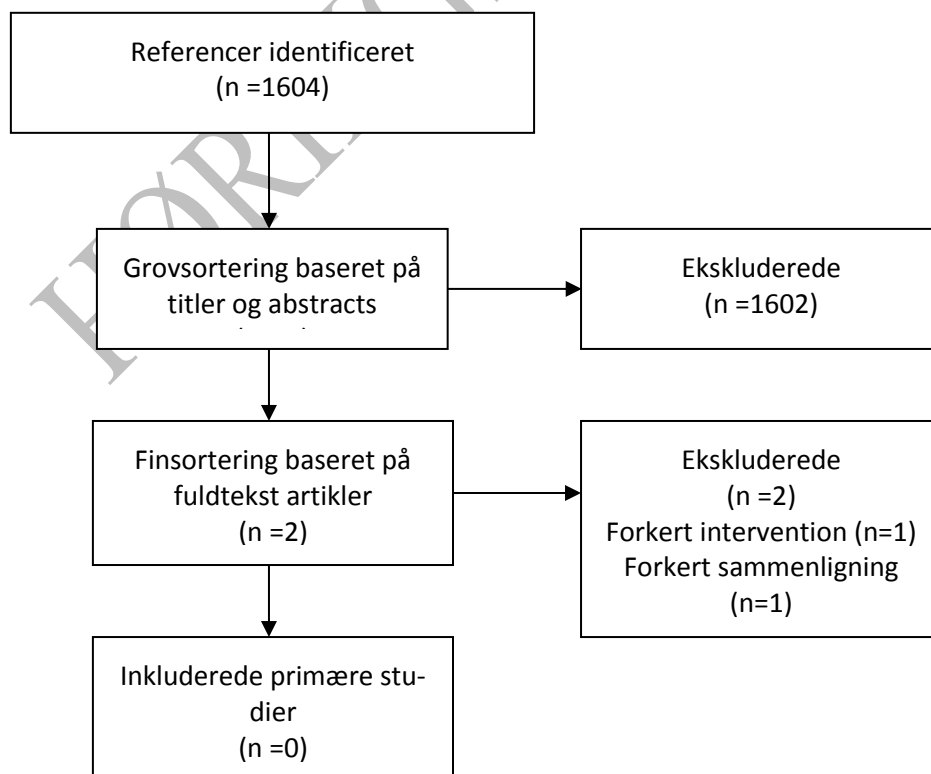 Referencer identificeret
(n =1604)
Grovsortering baseret på
titler og abstracts
Ekskluderede
(n =1602)
Finsortering baseret på
fuldtekst artikler
(n =2)
Ekskluderede
(n =2)
Forkert intervention (n=1)
Forkert sammenligning
(n=1)
Inkluderede primære stu-
dier
(n =0)